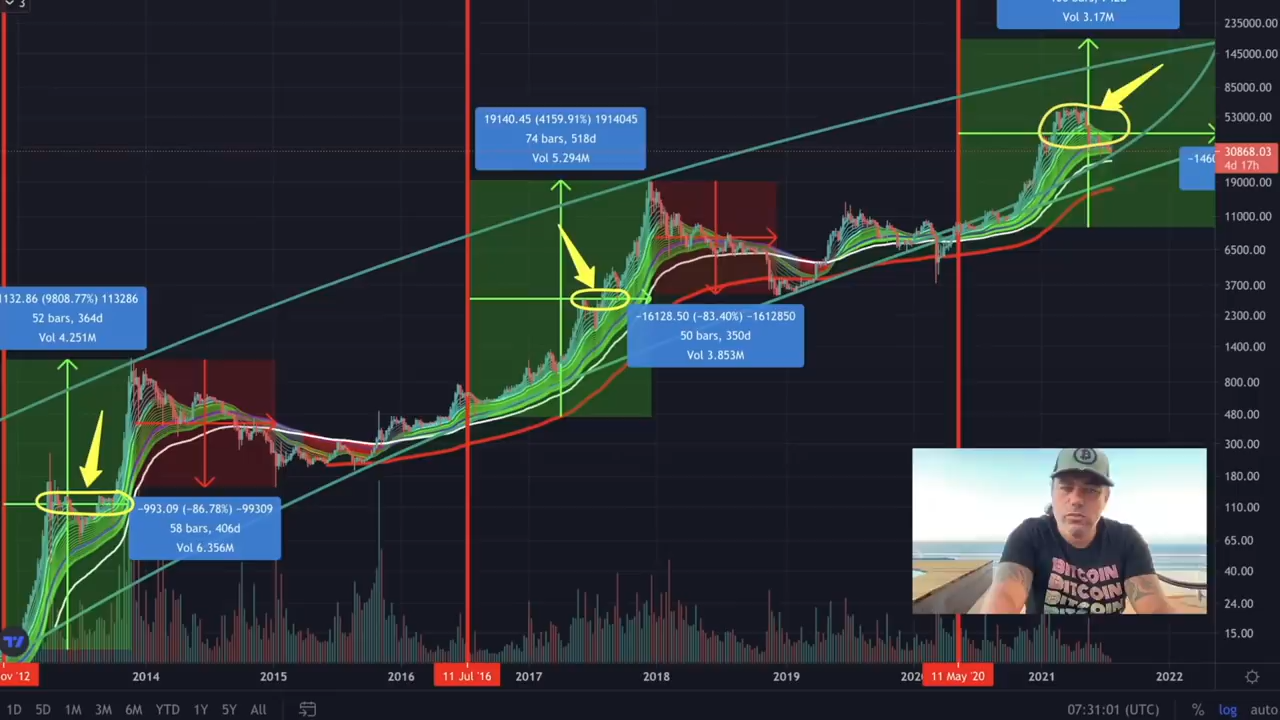 3
Vol 3.17M
235000.00
145000.00
85000.00
53000.00
30868.03
4d 17h
19000.00
11000.00
6500.00
3700.00
2300.00
1400.00
800.00
480.00
300.00
180.00
110.00
65.00
40.00
24.00
15.00
19140.45 (4159.91%) 1914045
74 bars, 518d
Vol 5.294M
−1460
1132.86 (9808.77%) 113286
52 bars, 364d
Vol 4.251M
−16128.50 (−83.40%) −1612850
50 bars, 350d
Vol 3.853M
−993.09 (−86.78%) −99309
58 bars, 406d
Vol 6.356M
BITCOIN
BITCOIN
BITCOIN
BITCOIN
ov '12
2014
2015
2016
11 Jul '16
2017
2018
2019
202
11 May '20
2021
2022
1D 5D 1M 3M 6M YTD 1Y 5Y All
07:31:01 (UTC) % log auto